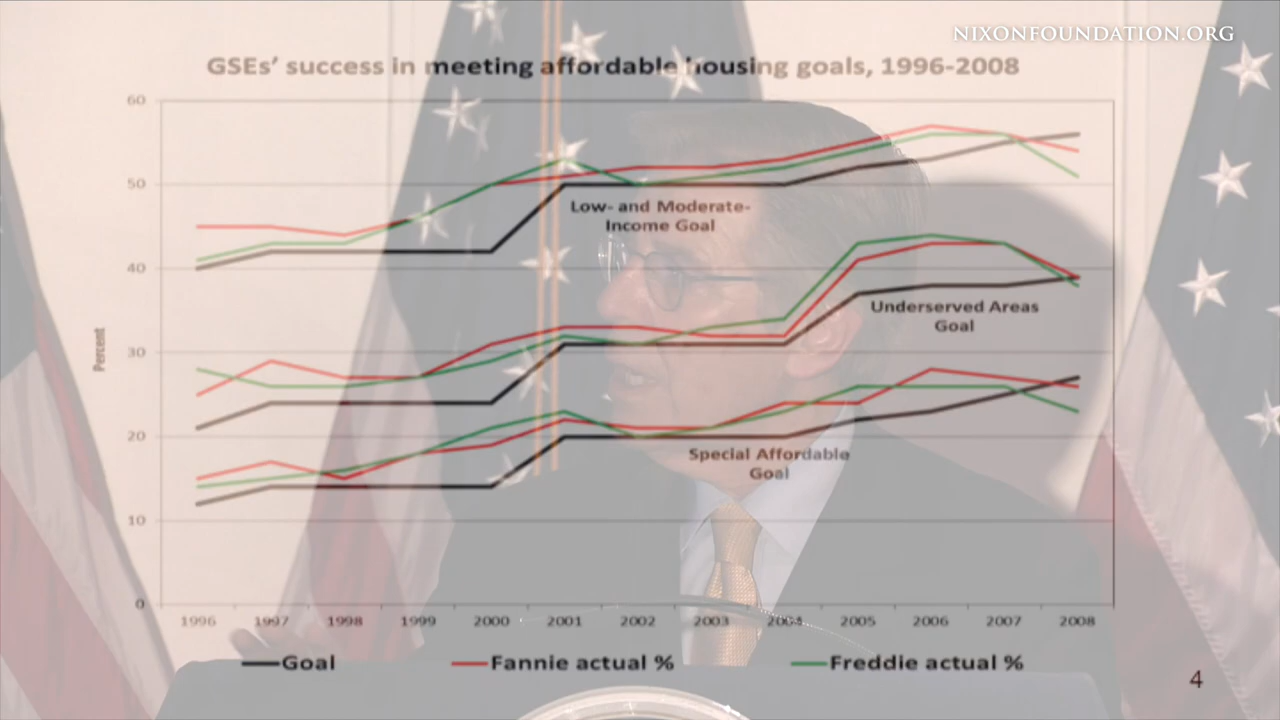 NIXONFOUNDATION.ORG
GSEs’ success in meeting affordable housing goals, 1996-2008
60
50
40
30
20
10
0
Percent
Low- and Moderate-
Income Goal
Underserved Areas
Goal
Special Affordable
Goal
1996 1997 1998 1999 2000 2001 2002 2003 2004 2005 2006 2007 2008
Goal Fannie actual % Freddie actual %
4